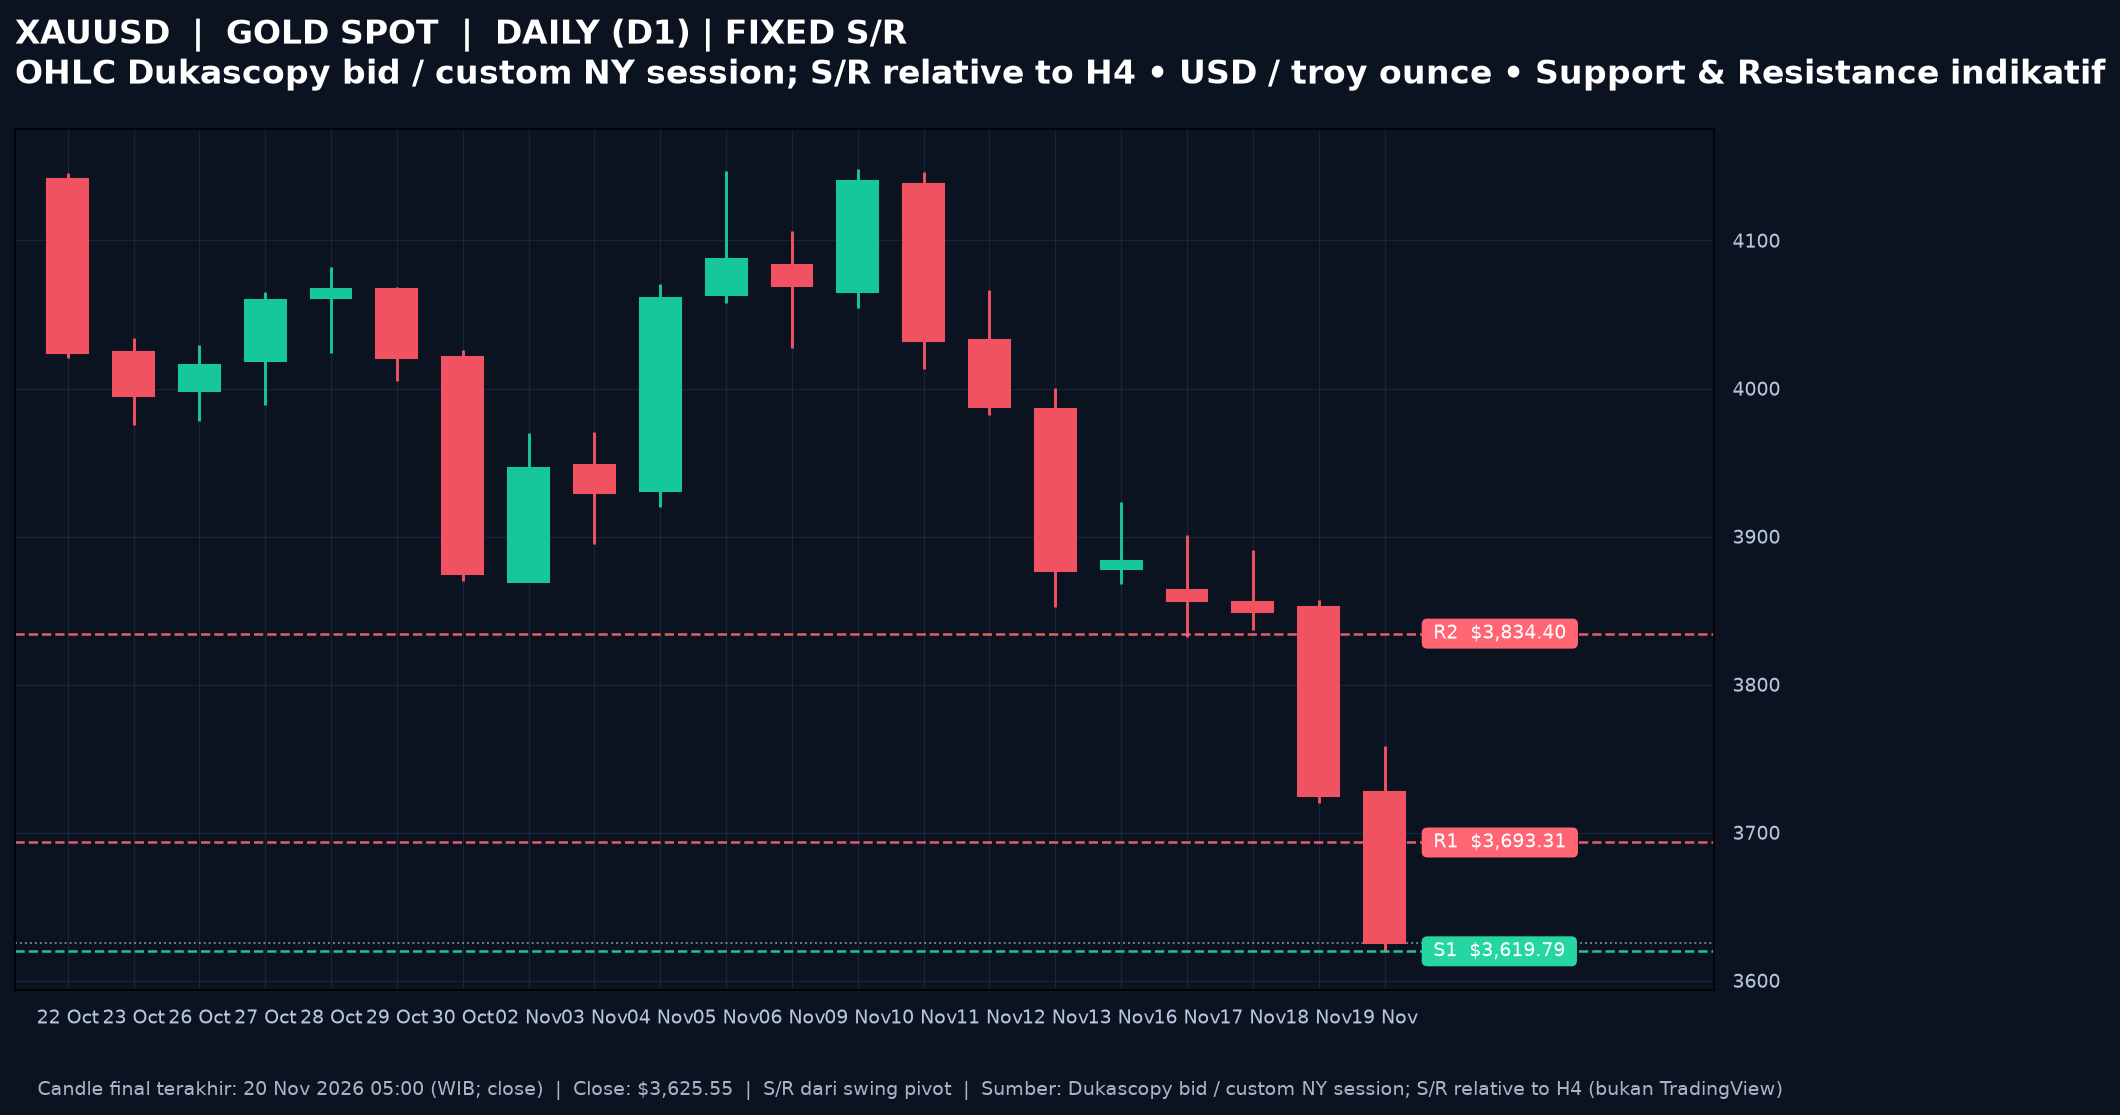 XAUUSD | GOLD SPOT | DAILY (D1) | FIXED S/R
OHLC Dukascopy bid / custom NY session; S/R relative to H4 • USD / troy ounce • Support & Resistance indikatif
4100
4000
3900
R2 $3,834.40
3800
3700
R1 $3,693.31
S1 $3,619.79
3600
22 Oct 23 Oct 26 Oct 27 Oct 28 Oct 29 Oct 30 Oct 02 Nov 03 Nov 04 Nov 05 Nov 06 Nov 09 Nov 10 Nov 11 Nov 12 Nov 13 Nov 16 Nov 17 Nov 18 Nov 19 Nov
Candle final terakhir: 20 Nov 2026 05:00 (WIB; close) | Close: $3,625.55 | S/R dari swing pivot | Sumber: Dukascopy bid / custom NY session; S/R relative to H4 (bukan TradingView)